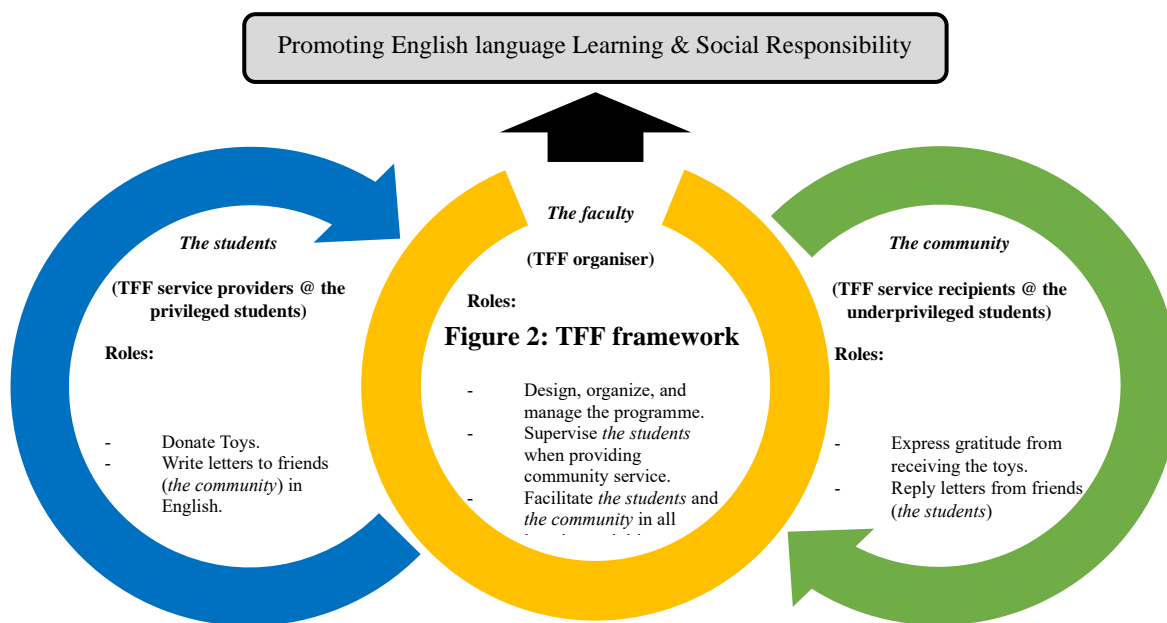 Promoting English language Learning & Social Responsibility
The students
(TFF service providers @ the
privileged students)
Roles:
- Donate Toys.
- Write letters to friends
(the community) in
English.
The faculty
(TFF organiser)
Roles:
Figure 2: TFF framework
- Design, organize, and
manage the programme.
- Supervise the students
when providing
community service.
- Facilitate the students and
the community in all
The community
(TFF service recipients @ the
underprivileged students)
Roles:
- Express gratitude from
receiving the toys.
- Reply letters from friends
(the students)